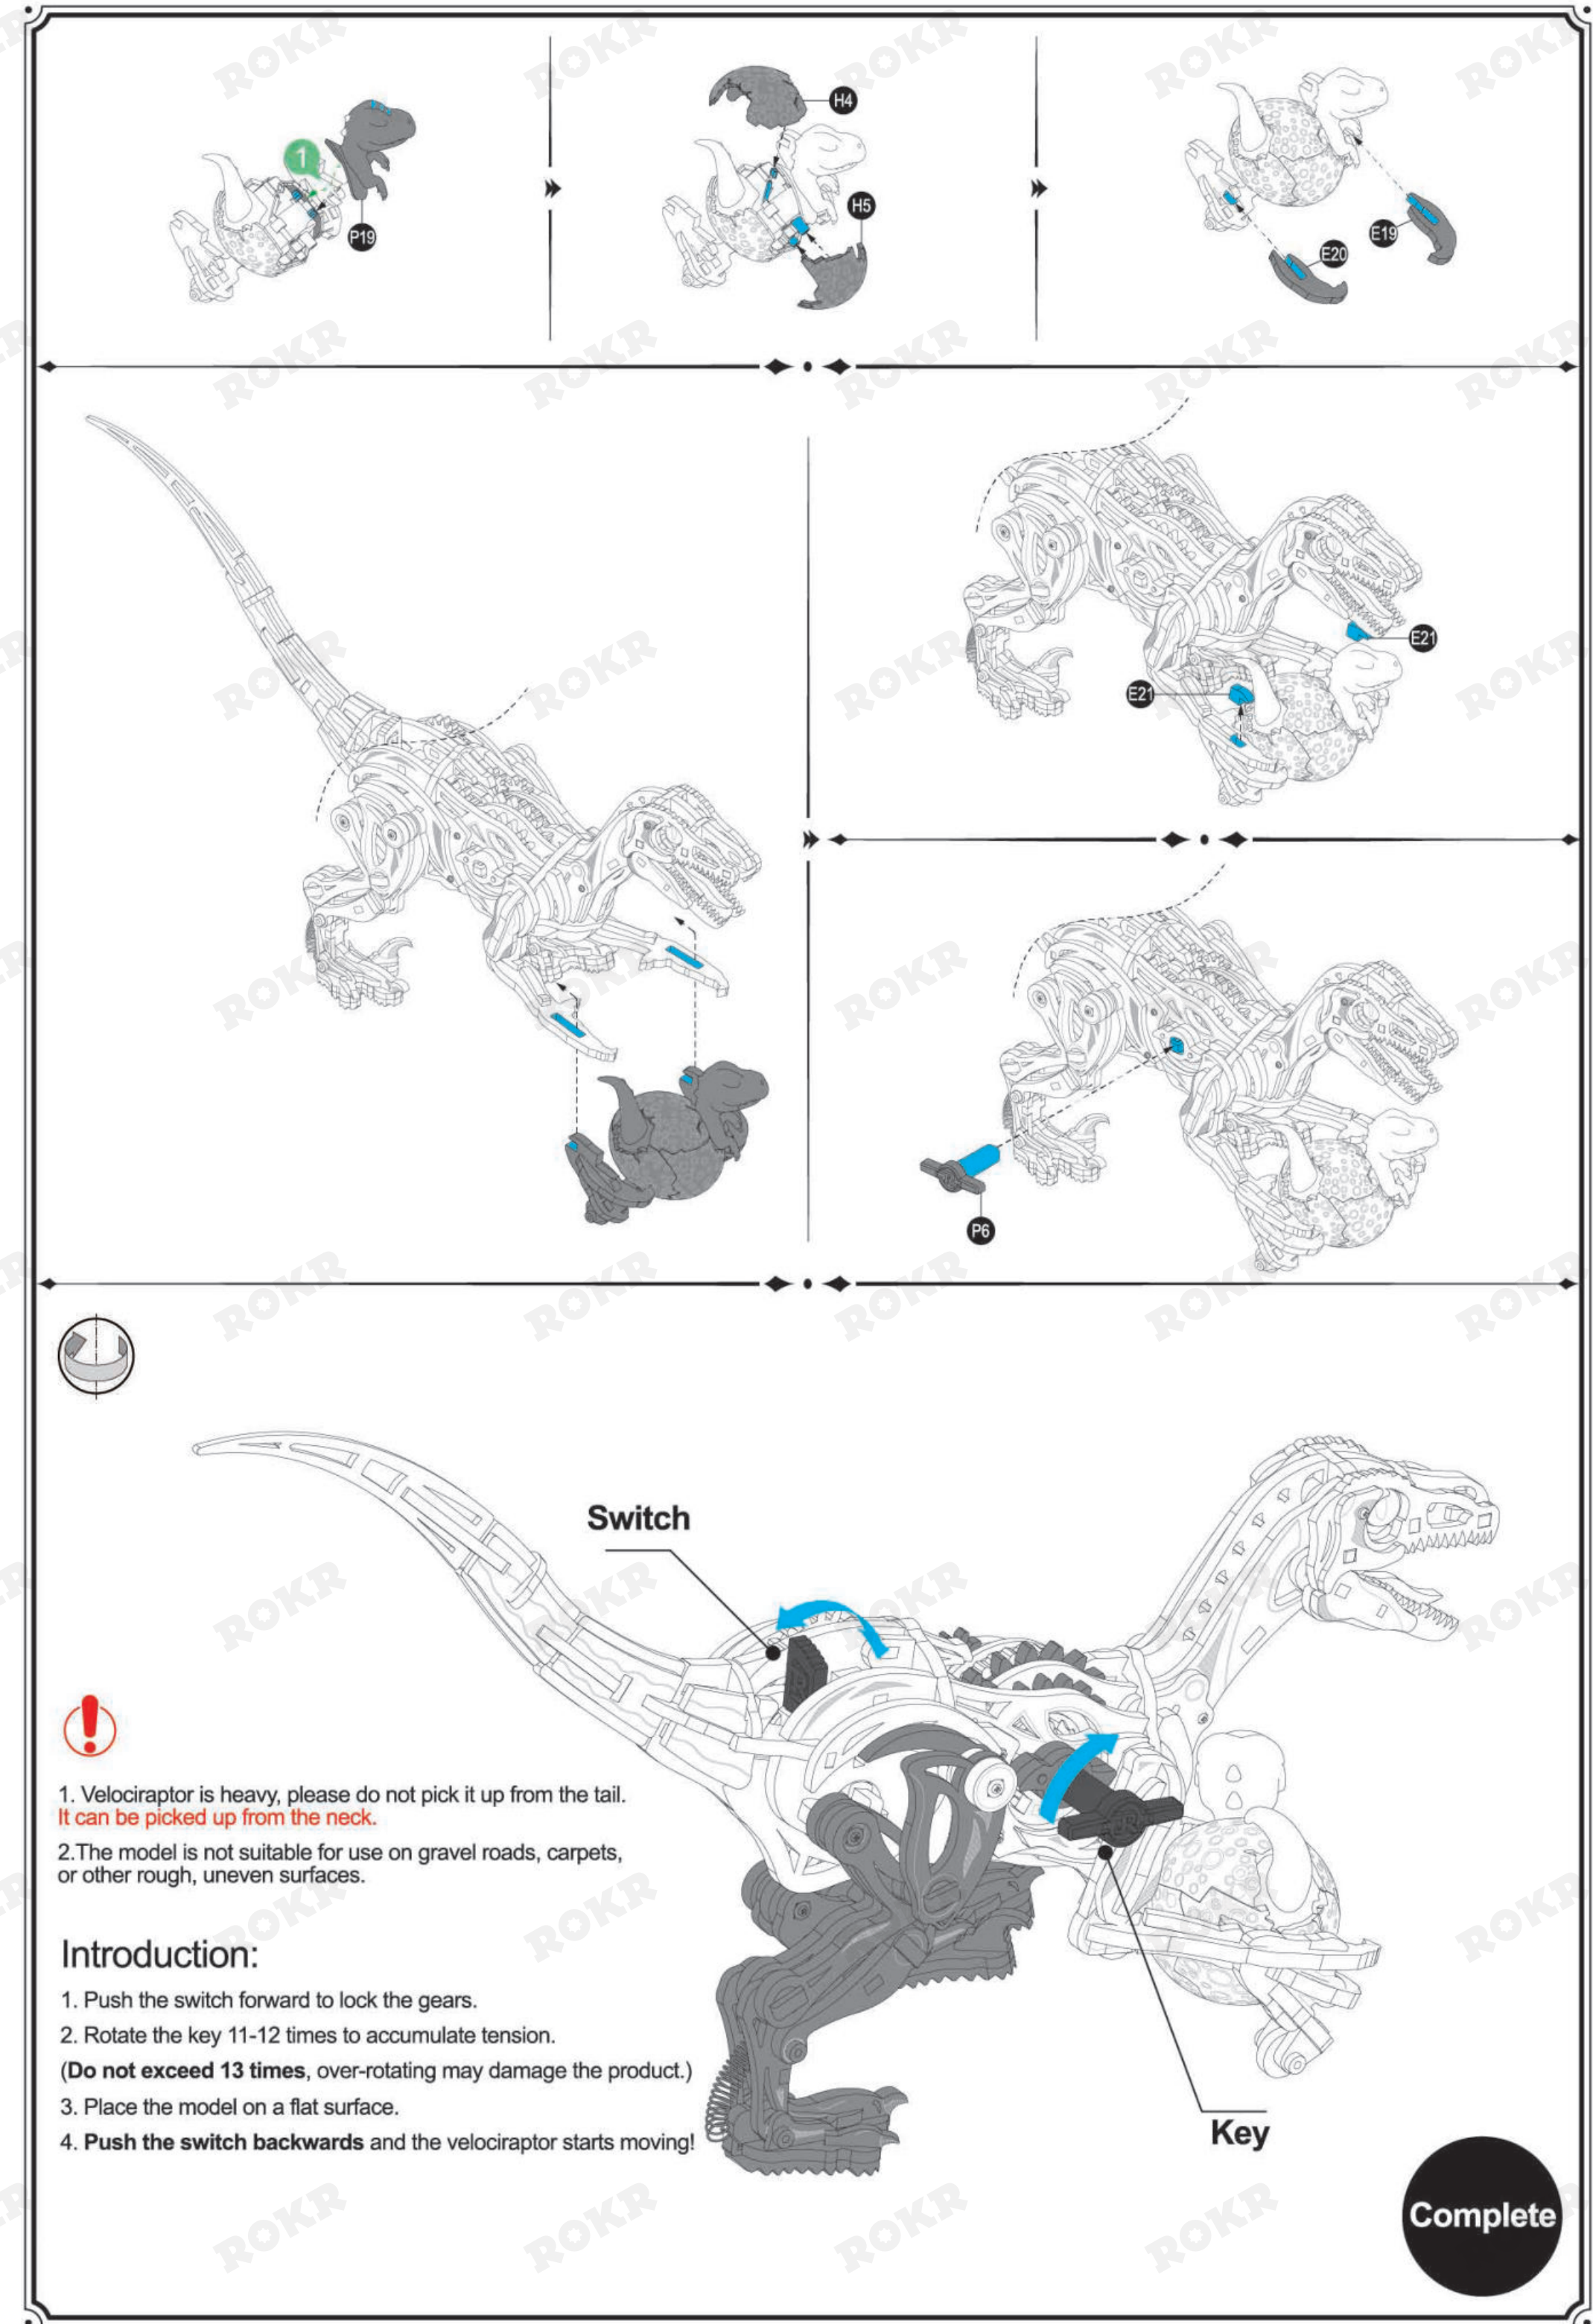 1
P19
H4
H5
E19
E20
E21
E21
P6
Switch
1. Velociraptor is heavy, please do not pick it up from the tail.
It can be picked up from the neck.
2.The model is not suitable for use on gravel roads, carpets,
or other rough, uneven surfaces.
Introduction:
1. Push the switch forward to lock the gears.
2. Rotate the key 11-12 times to accumulate tension.
(Do not exceed 13 times, over-rotating may damage the product.)
3. Place the model on a flat surface.
4. Push the switch backwards and the velociraptor starts moving!
Key
Complete
ROKR